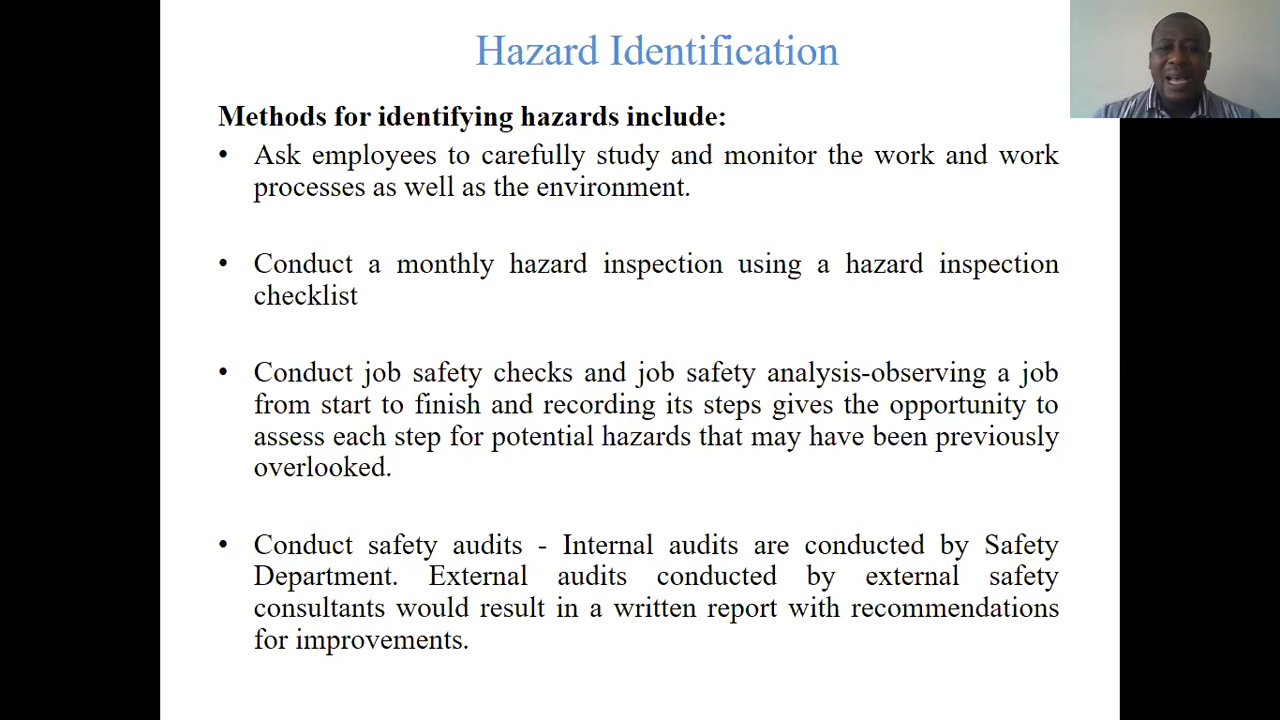 Hazard Identification
Methods for identifying hazards include:
• Ask employees to carefully study and monitor the work and work
processes as well as the environment.
• Conduct a monthly hazard inspection using a hazard inspection
checklist
• Conduct job safety checks and job safety analysis-observing a job
from start to finish and recording its steps gives the opportunity to
assess each step for potential hazards that may have been previously
overlooked.
• Conduct safety audits - Internal audits are conducted by Safety
Department. External audits conducted by external safety
consultants would result in a written report with recommendations
for improvements.